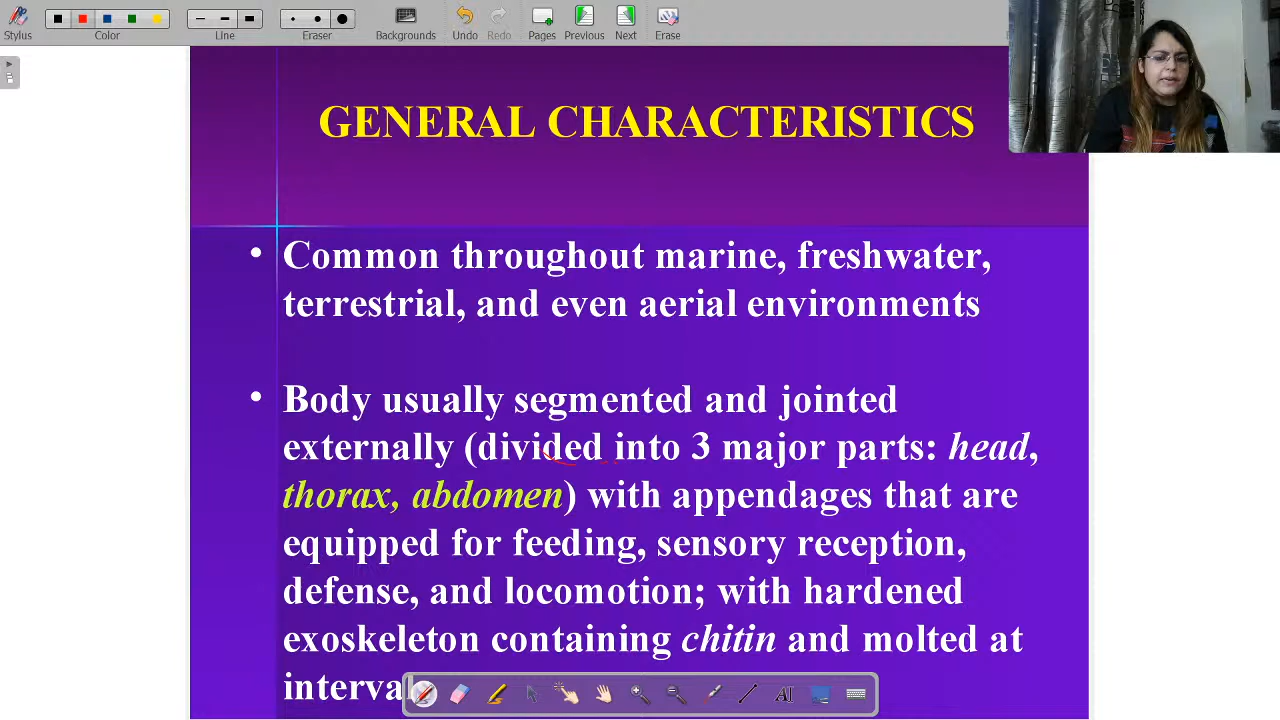 Stylus
Color
Line
Eraser
Backgrounds
Undo
Redo
Pages
Previous
Next
Erase
GENERAL CHARACTERISTICS
• Common throughout marine, freshwater,
terrestrial, and even aerial environments
• Body usually segmented and jointed
externally (divided into 3 major parts: head,
thorax, abdomen) with appendages that are
equipped for feeding, sensory reception,
defense, and locomotion; with hardened
exoskeleton containing chitin and molted at
AI